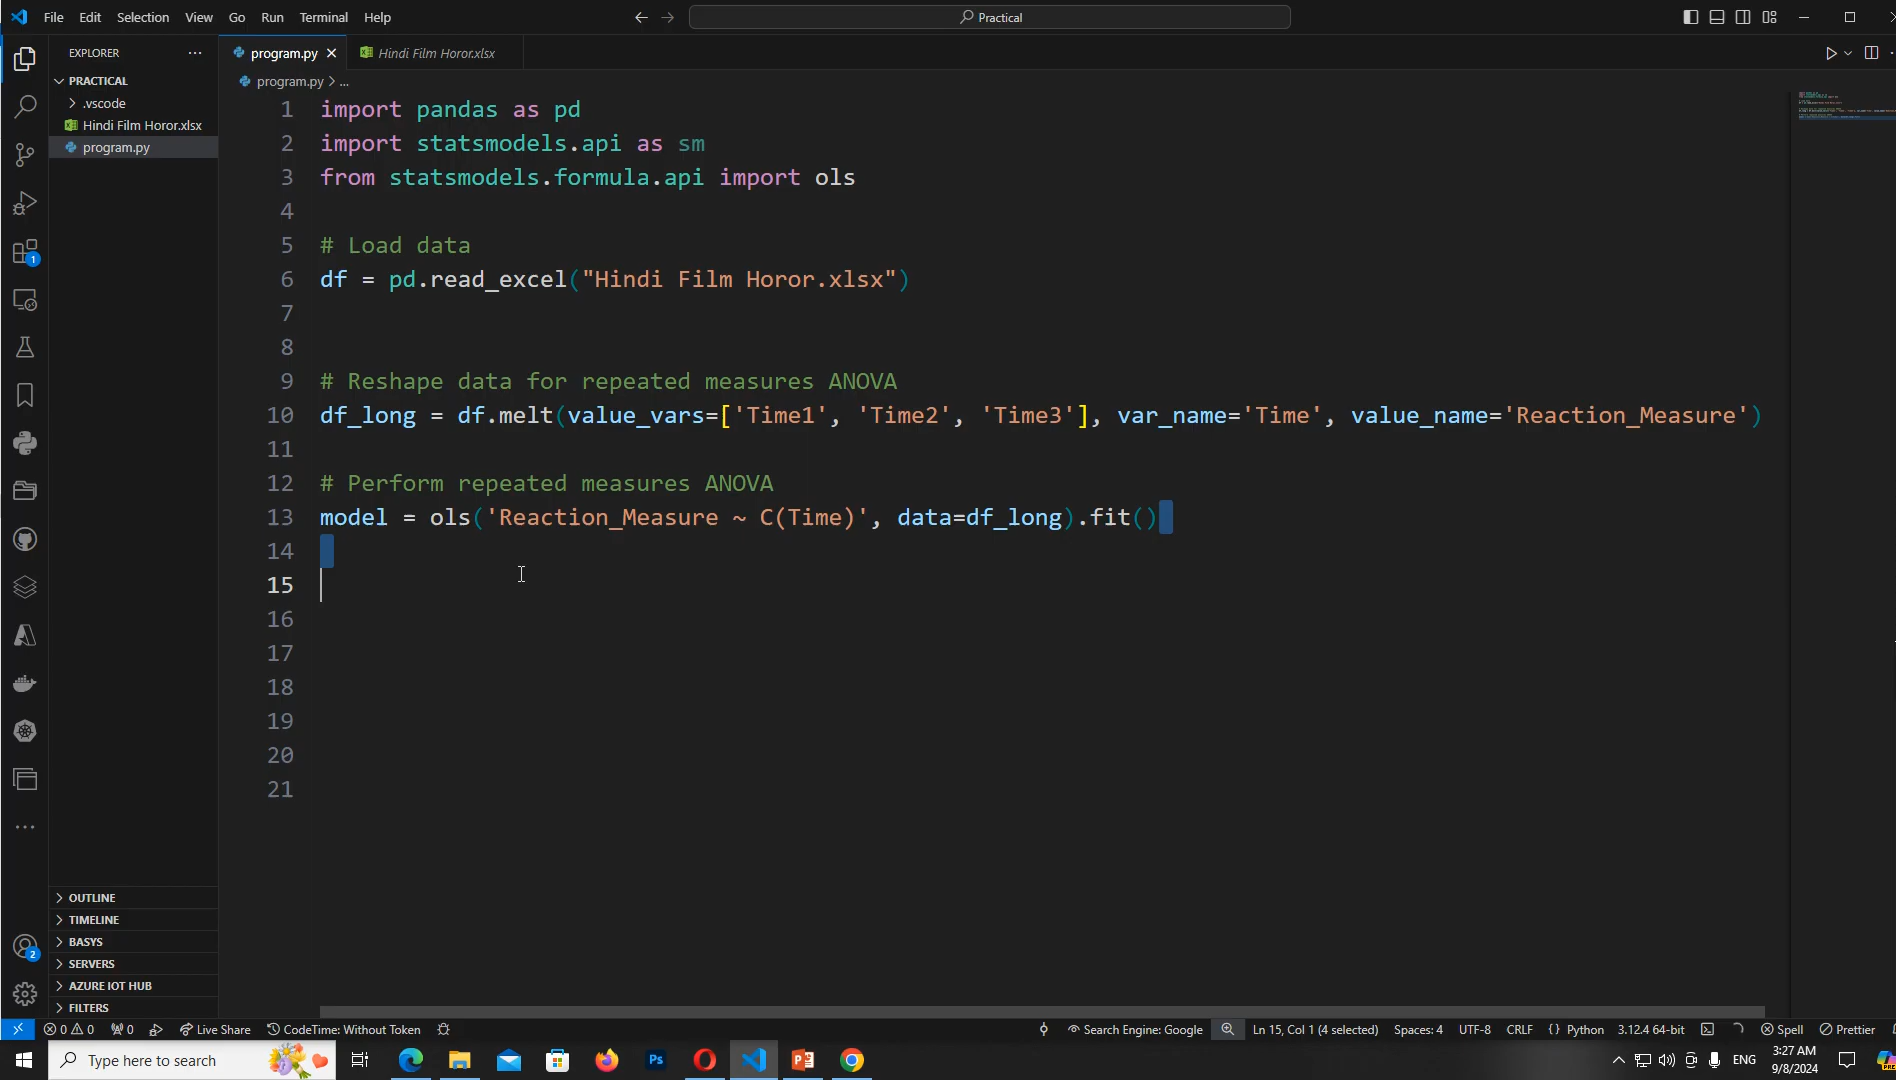 File Edit Selection View Go Run Terminal Help
Practical
EXPLORER
program.py
Hindi Film Horor.xlsx
PRACTICAL
program.py > ...
.vscode
Hindi Film Horor.xlsx
program.py
1 import pandas as pd
2 import statsmodels.api as sm
3 from statsmodels.formula.api import ols
4
5 # Load data
6 df = pd.read_excel("Hindi Film Horor.xlsx")
7
8
9 # Reshape data for repeated measures ANOVA
10 df_long = df.melt(value_vars=['Time1', 'Time2', 'Time3'], var_name='Time', value_name='Reaction_Measure')
11
12 # Perform repeated measures ANOVA
13 model = ols('Reaction_Measure ~ C(Time)', data=df_long).fit()
14
15
16
17
18
19
20
21
1
2
OUTLINE
TIMELINE
BASYS
SERVERS
AZURE IOT HUB
FILTERS
0 0 0 Live Share CodeTime: Without Token Search Engine: Google Ln 15, Col 1 (4 selected) Spaces: 4 UTF-8 CRLF {} Python 3.12.4 64-bit Spell Prettier
Type here to search
Ps
ENG
3:27 AM
9/8/2024